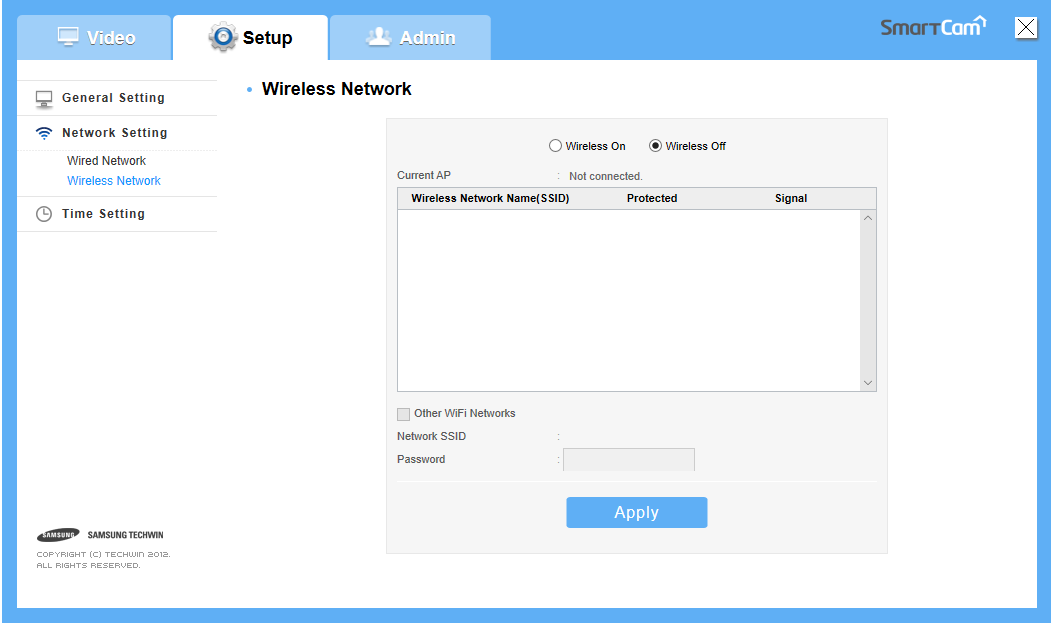 Video
Setup
Admin
SmartCam
General Setting
Network Setting
Wired Network
Wireless Network
Time Setting
Wireless Network
Wireless On
Wireless Off
Current AP : Not connected.
Wireless Network Name(SSID) Protected Signal
Other WiFi Networks
Network SSID :
Password :
Apply
SAMSUNG SAMSUNG TECHWIN
COPYRIGHT (C) TECHWIN 2012.
ALL RIGHTS RESERVED.